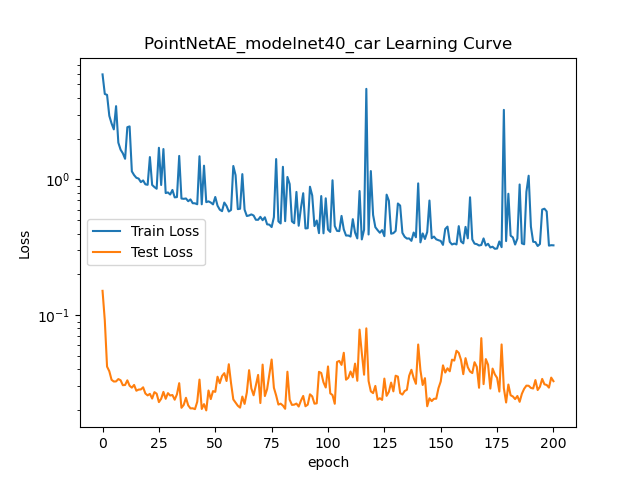 PointNetAE_modelnet40_car Learning Curve
Loss
10⁰
10⁻¹
Train Loss
Test Loss
0 25 50 75 100 125 150 175 200
epoch